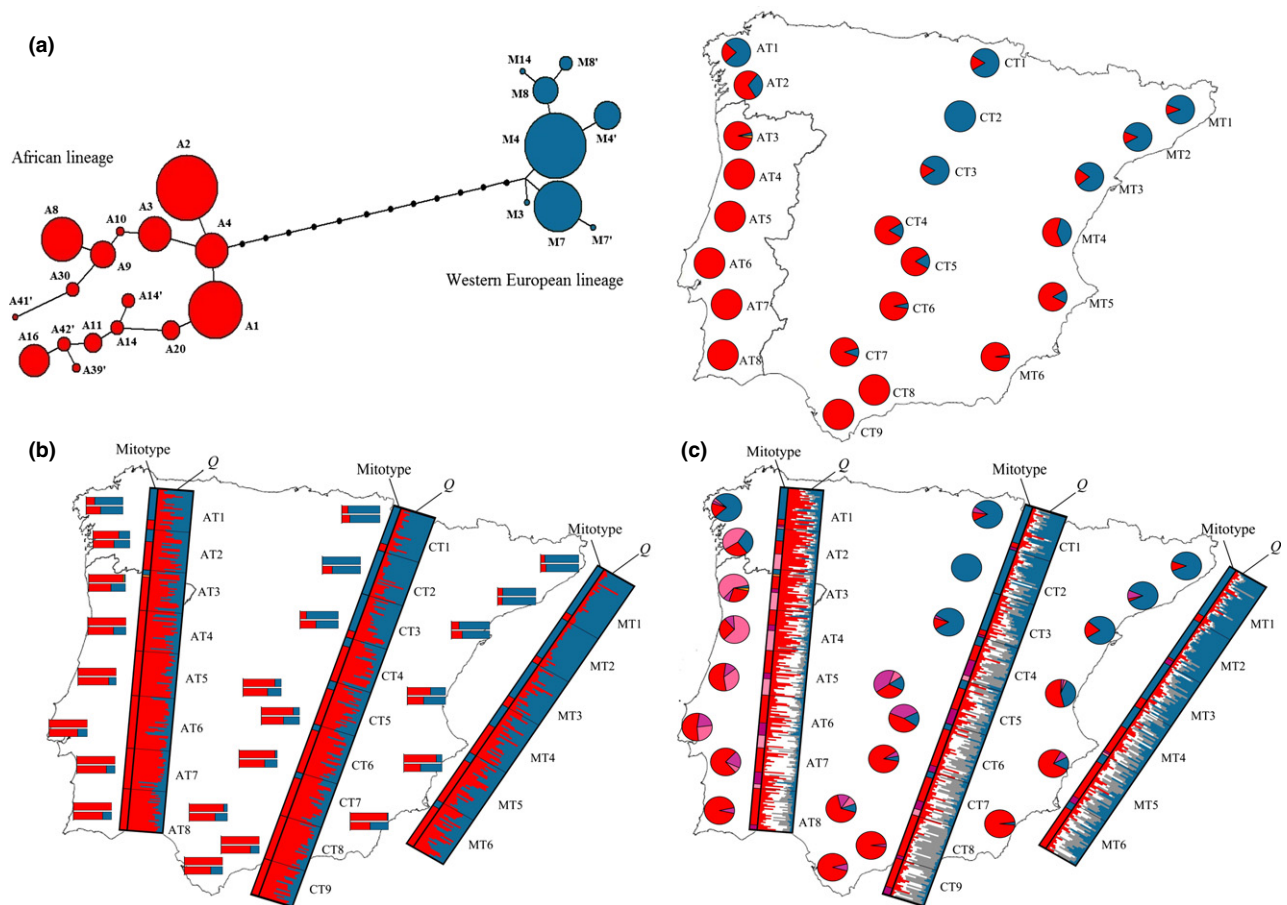 (a)
African lineage
Western European lineage
A2
A8
A10
A3
A4
A9
A30
A41'
A14'
A1
A16
A42'
A11
A14
A20
A39'
M14
M8'
M8
M4
M4'
M3
M7
M7'
AT1
AT2
AT3
AT4
AT5
AT6
AT7
AT8
CT1
CT2
CT3
CT4
CT5
CT6
CT7
CT8
CT9
MT1
MT2
MT3
MT4
MT5
MT6
(b)
Mitotype
Q
AT1
AT2
AT3
AT4
AT5
AT6
AT7
AT8
Mitotype
Q
CT1
CT2
CT3
CT4
CT5
CT6
CT7
CT8
CT9
Mitotype
Q
MT1
MT2
MT3
MT4
MT5
MT6
(c)
Mitotype
Q
AT1
AT2
AT3
AT4
AT5
AT6
AT7
AT8
Mitotype
Q
CT1
CT2
CT3
CT4
CT5
CT6
CT7
CT8
CT9
Mitotype
Q
MT1
MT2
MT3
MT4
MT5
MT6